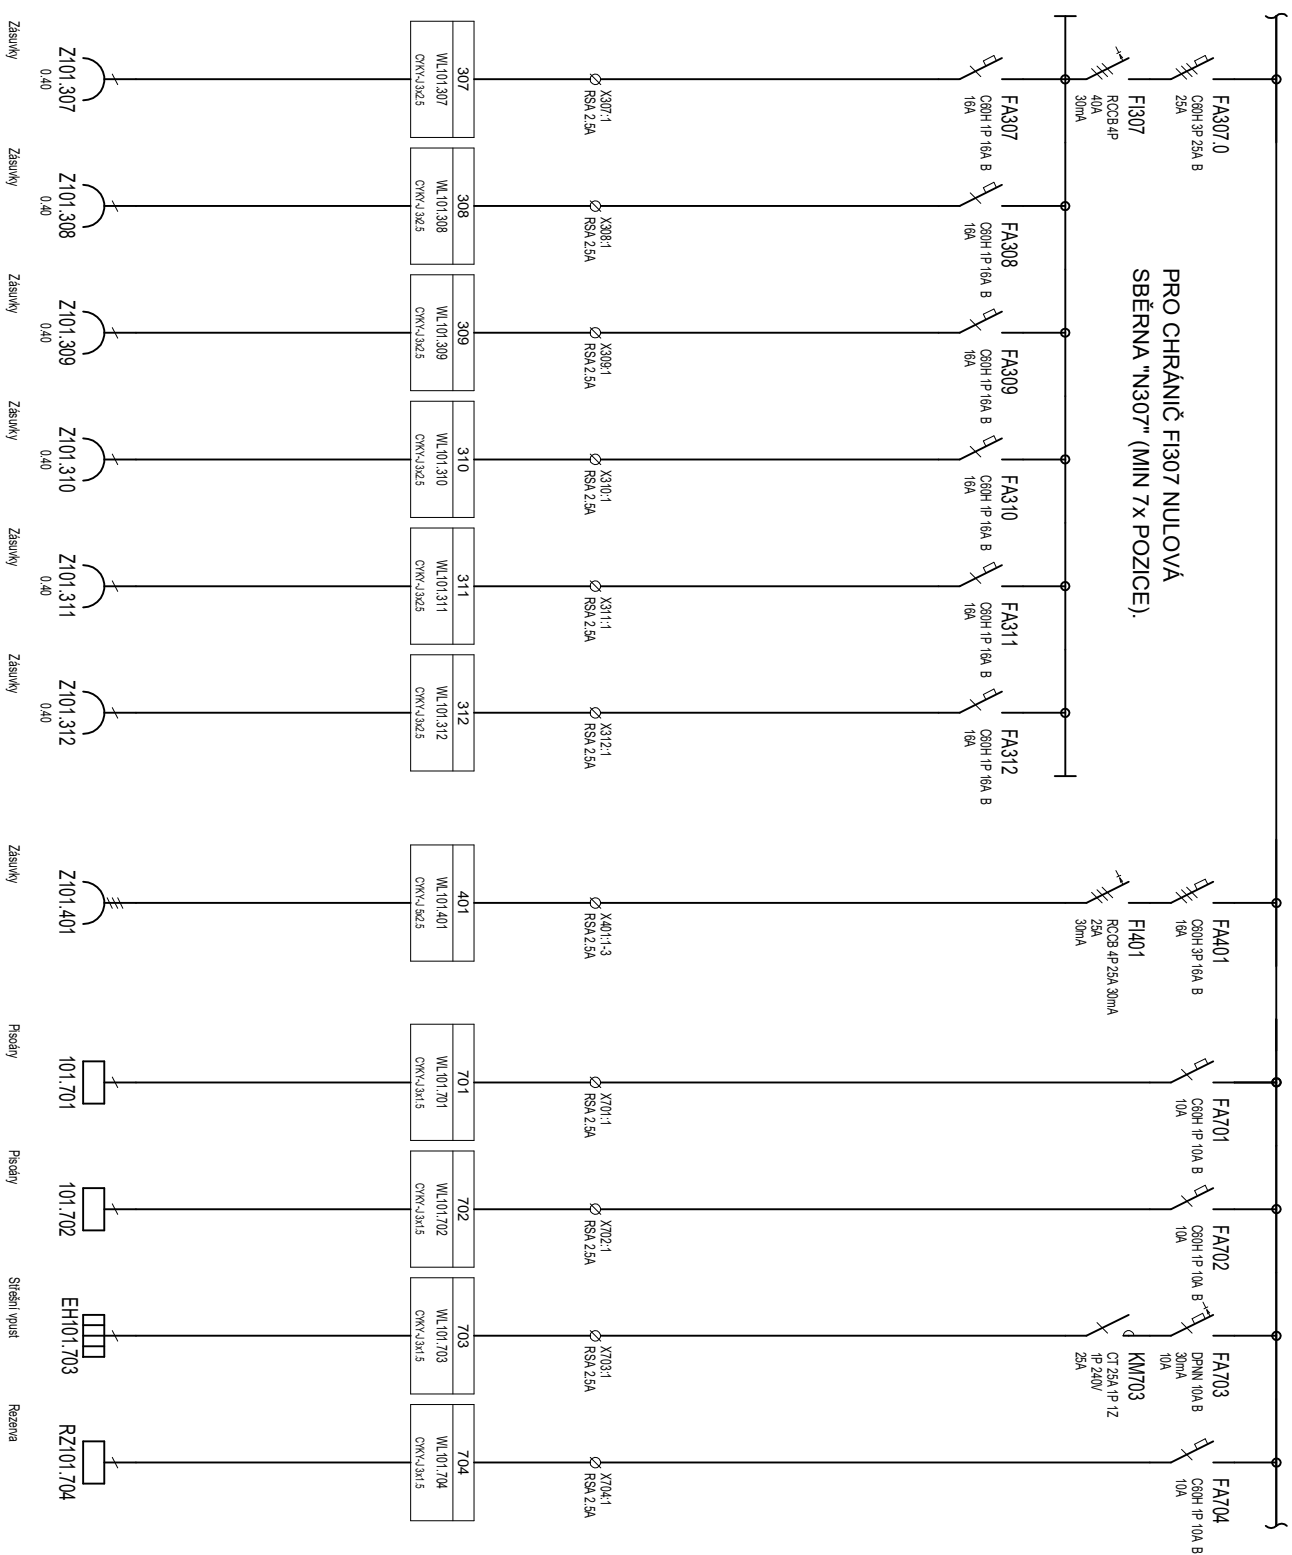 FA307.0
C60H 3P 25A B
25A
FI307
RCCB 4P
40A
30mA
PRO CHRÁNIČ FI307 NULOVÁ
SBĚRNA "N307" (MIN 7x POZICE).
FA401
C60H 3P 16A B
16A
FI401
RCCB 4P 25A 30mA
25A
30mA
FA701
C60H 1P 10A B
10A
FA702
C60H 1P 10A B
10A
FA703
DPNN 10A B
30mA
10A
KM703
CT 25A 1P 1Z
1P 240V
25A
FA704
C60H 1P 10A B
10A
FA307
C60H 1P 16A B
16A
FA308
C60H 1P 16A B
16A
FA309
C60H 1P 16A B
16A
FA310
C60H 1P 16A B
16A
FA311
C60H 1P 16A B
16A
FA312
C60H 1P 16A B
16A
X307:1
RSA 2.5A
X308:1
RSA 2.5A
X309:1
RSA 2.5A
X310:1
RSA 2.5A
X311:1
RSA 2.5A
X312:1
RSA 2.5A
X401:1-3
RSA 2.5A
X701:1
RSA 2.5A
X702:1
RSA 2.5A
X703:1
RSA 2.5A
X704:1
RSA 2.5A
307
WL101.307
CYKY-J 3x2.5
308
WL101.308
CYKY-J 3x2.5
309
WL101.309
CYKY-J 3x2.5
310
WL101.310
CYKY-J 3x2.5
311
WL101.311
CYKY-J 3x2.5
312
WL101.312
CYKY-J 3x2.5
401
WL101.401
CYKY-J 5x2.5
701
WL101.701
CYKY-J 3x1.5
702
WL101.702
CYKY-J 3x1.5
703
WL101.703
CYKY-J 3x1.5
704
WL101.704
CYKY-J 3x1.5
Z101.307
0.40
Zásuvky
Z101.308
0.40
Zásuvky
Z101.309
0.40
Zásuvky
Z101.310
0.40
Zásuvky
Z101.311
0.40
Zásuvky
Z101.312
0.40
Zásuvky
Z101.401
Zásuvky
101.701
Pisoáry
101.702
Pisoáry
EH101.703
Střešní vpust
RZ101.704
Rezerva